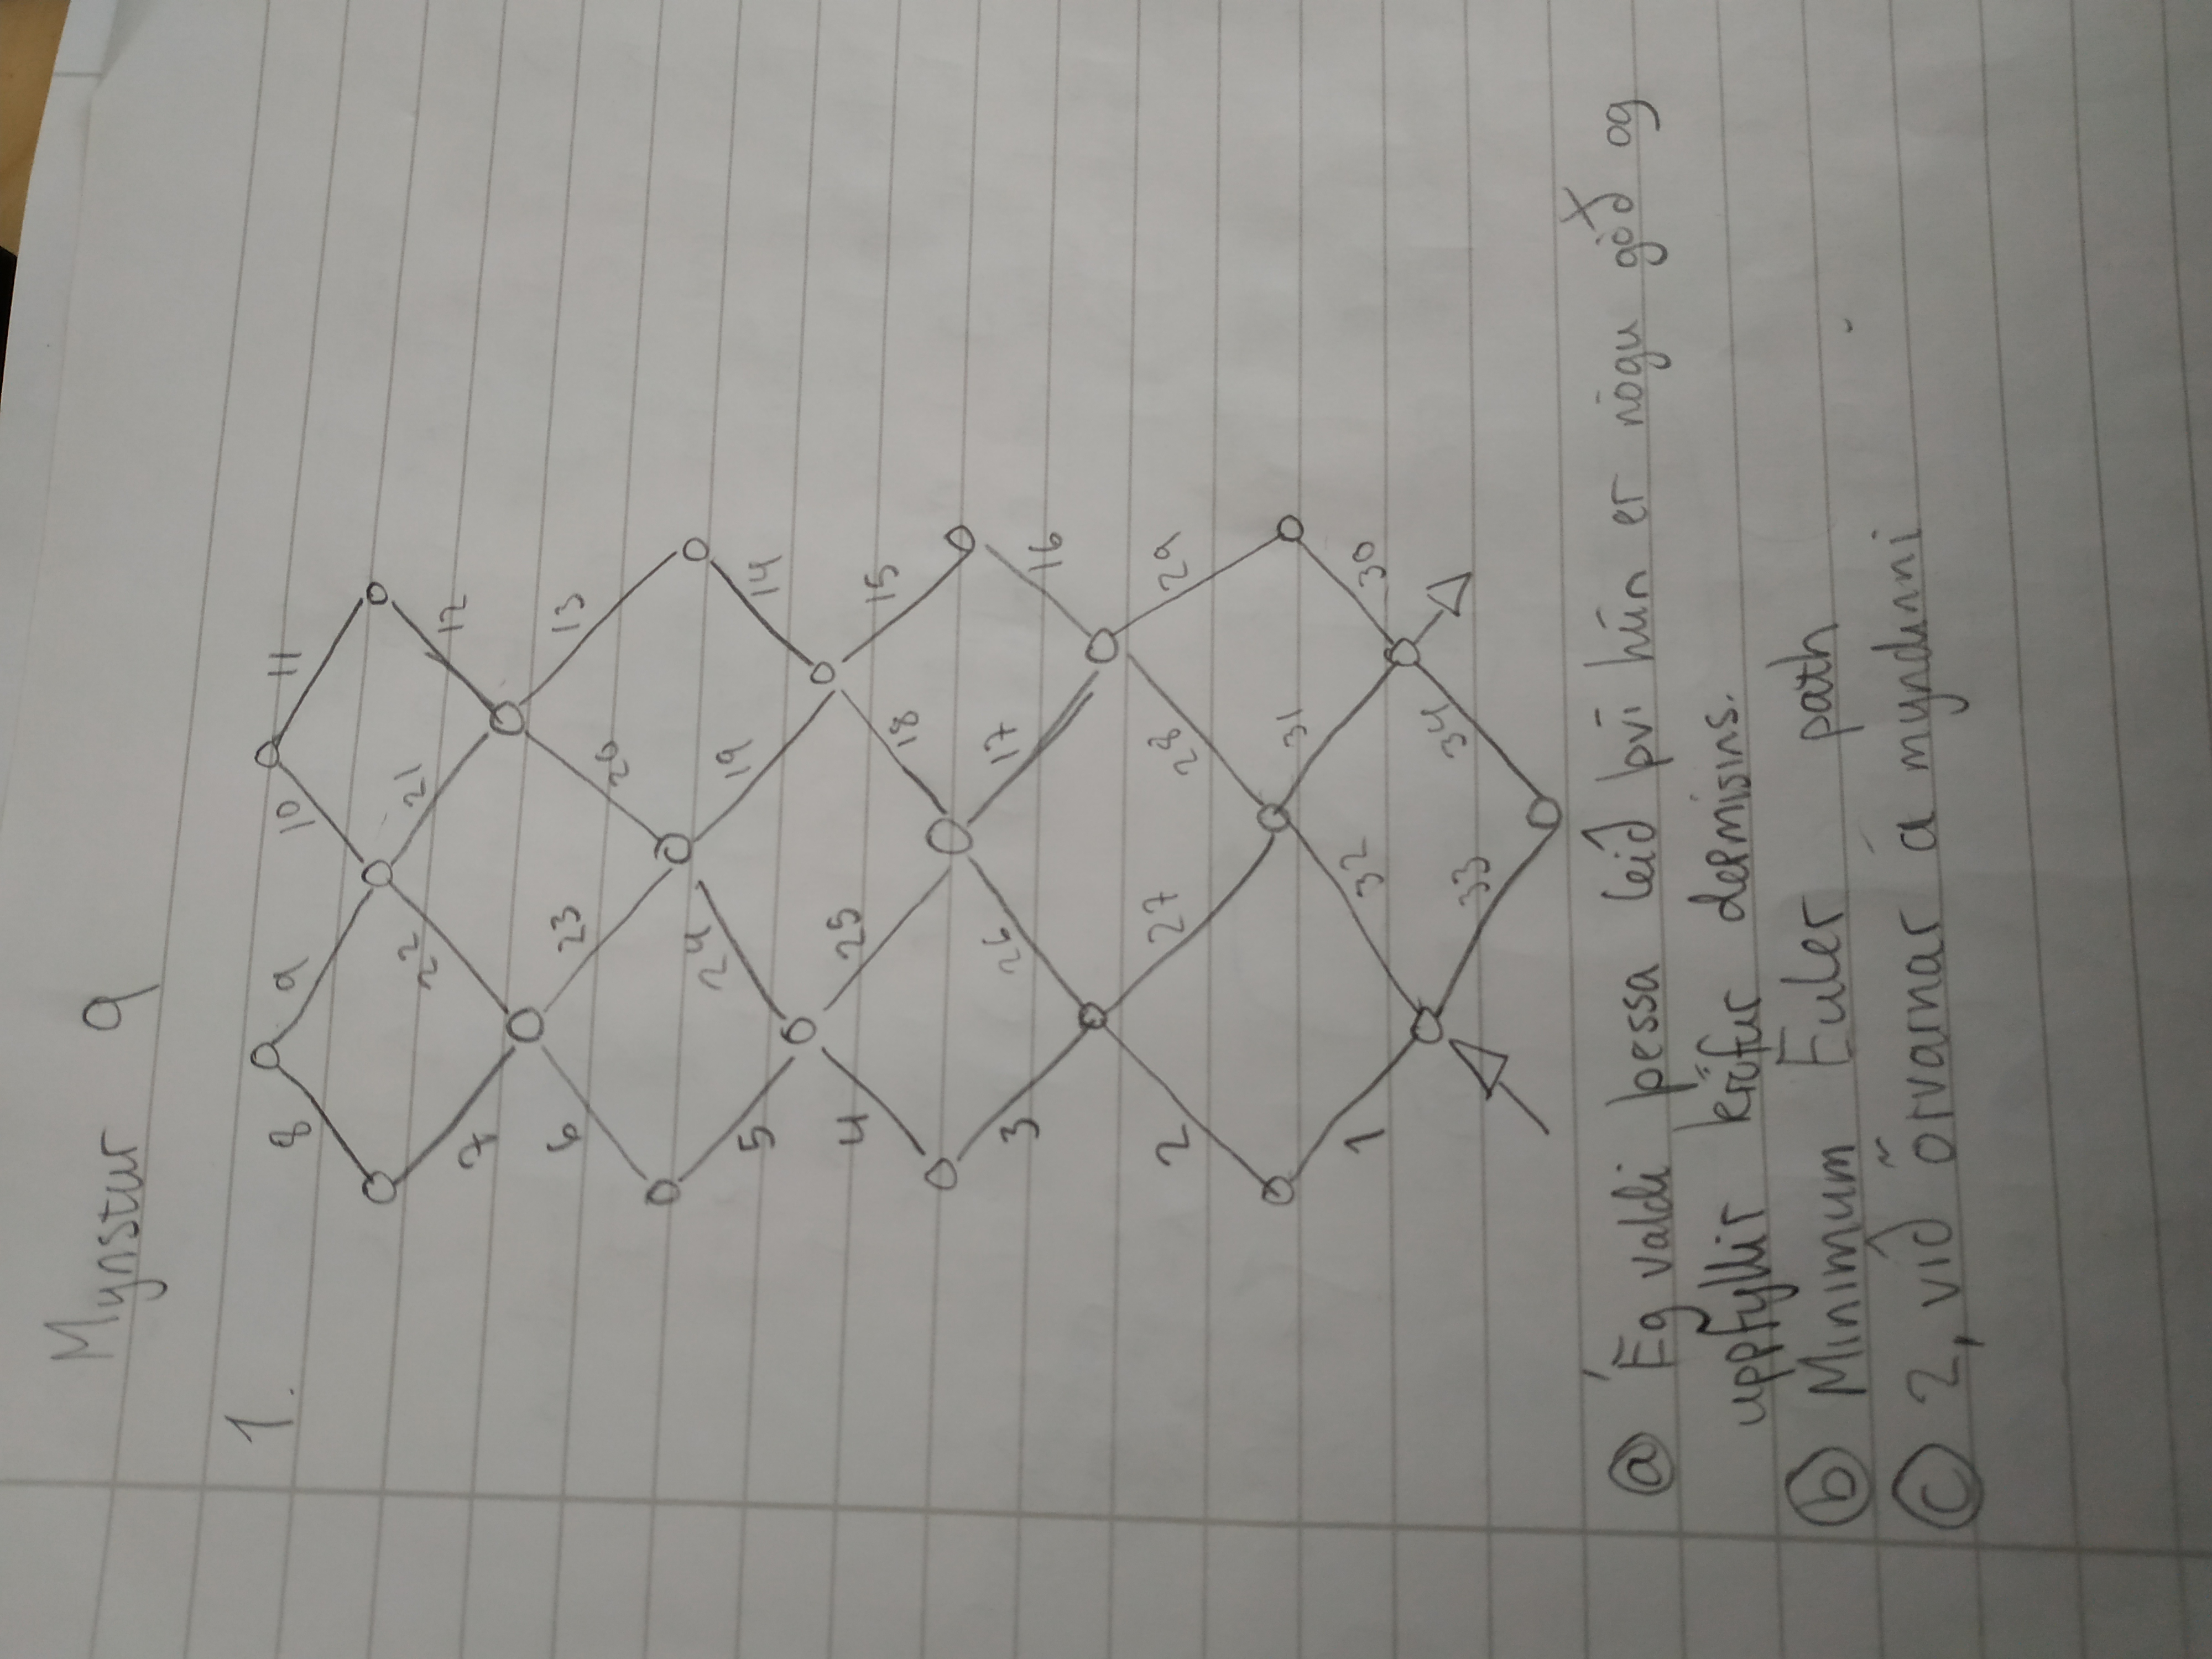 Mynstur 9
1.
8 9 10 11
22 21
7 12
6 23 13
20
24 19
5 14
4 25 15
18
26 17
3 16
2 27 28 29
31
1 32 30
33 34
a Ég valdi þessa leið því hún er nógu góð og
uppfyllir kröfur dæmisins.
b Minimum Euler path
c 2, við örvarnar á myndinni